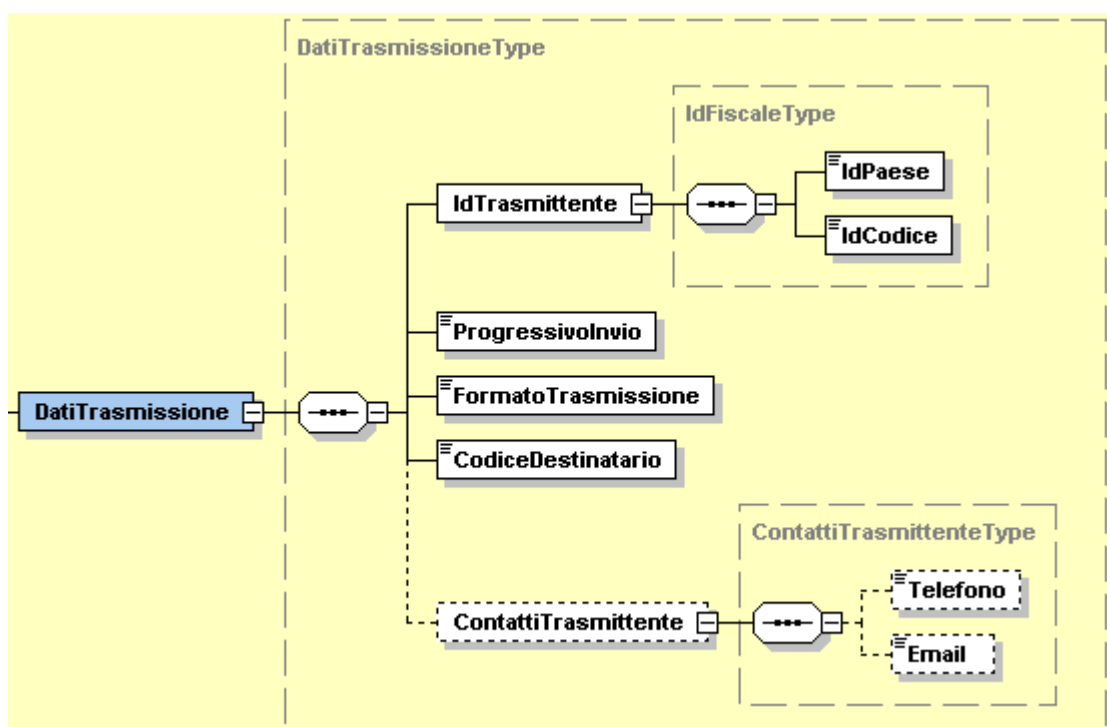 DatiTrasmissioneType
IdFiscaleType
IdPaese
IdTrasmittente
IdCodice
ProgressivoInvio
FormatoTrasmissione
DatiTrasmissione
CodiceDestinatario
ContattiTrasmittenteType
Telefono
ContattiTrasmittente
Email